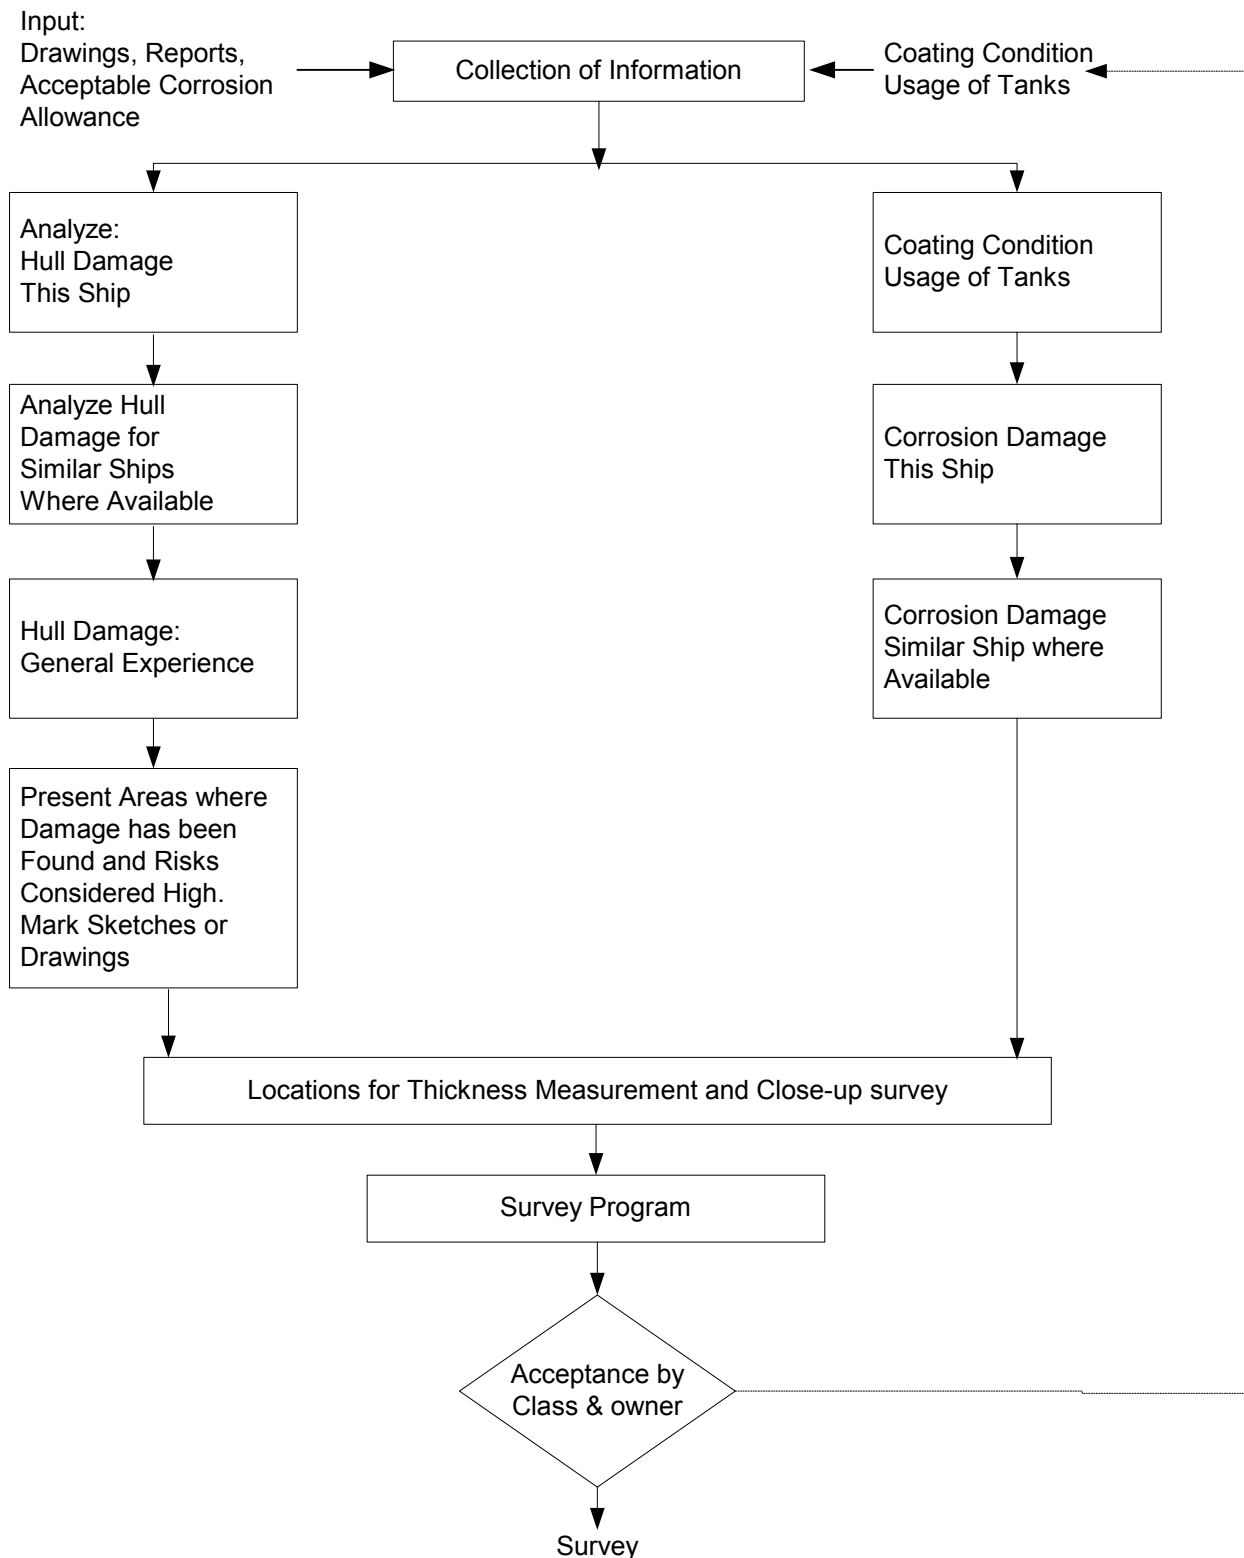 Input:
Drawings, Reports,
Acceptable Corrosion
Allowance
Collection of Information
Coating Condition
Usage of Tanks
Analyze:
Hull Damage
This Ship
Coating Condition
Usage of Tanks
Analyze Hull
Damage for
Similar Ships
Where Available
Corrosion Damage
This Ship
Hull Damage:
General Experience
Corrosion Damage
Similar Ship where
Available
Present Areas where
Damage has been
Found and Risks
Considered High.
Mark Sketches or
Drawings
Locations for Thickness Measurement and Close-up survey
Survey Program
Acceptance by
Class & owner
Survey